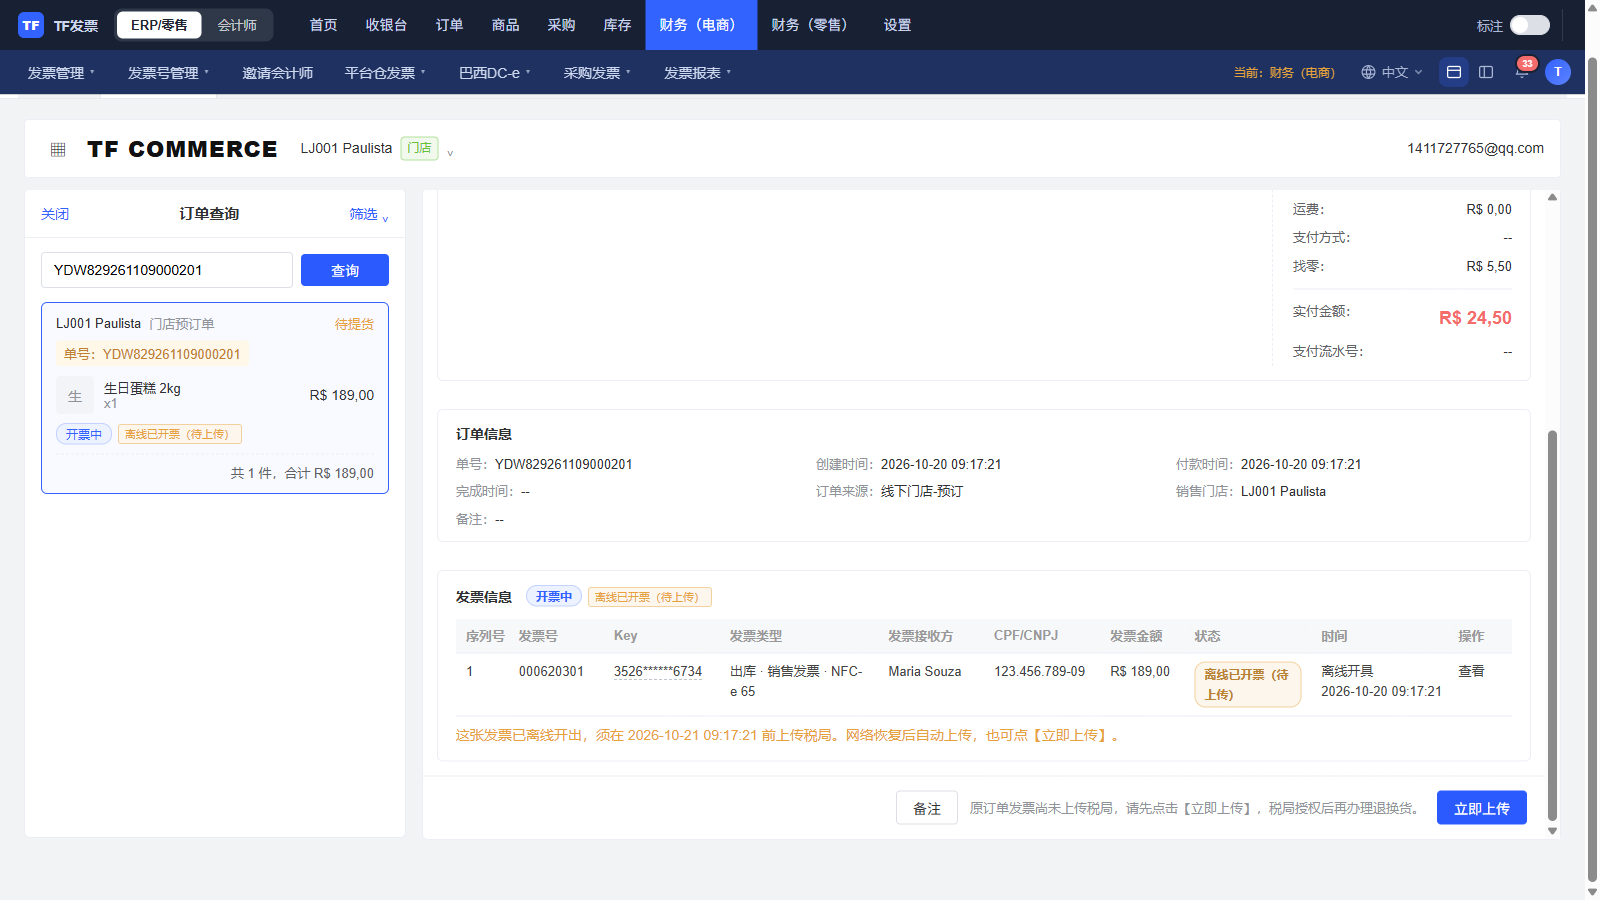 TF TF发票 ERP/零售 会计师 首页 收银台 订单 商品 采购 库存 财务（电商） 财务（零售） 设置 标注
发票管理 发票号管理 邀请会计师 平台仓发票 巴西DC-e 采购发票 发票报表 当前：财务（电商） 中文 33 T
TF COMMERCE LJ001 Paulista 门店 1411727765@qq.com
关闭 订单查询 筛选
YDW829261109000201 查询
LJ001 Paulista 门店预订单 待提货
单号：YDW829261109000201
生 生日蛋糕 2kg R$ 189,00
x1
开票中 离线已开票（待上传）
共 1 件，合计 R$ 189,00
运费： R$ 0,00
支付方式： --
找零： R$ 5,50
实付金额： R$ 24,50
支付流水号： --
订单信息
单号：YDW829261109000201 创建时间：2026-10-20 09:17:21 付款时间：2026-10-20 09:17:21
完成时间：-- 订单来源：线下门店-预订 销售门店：LJ001 Paulista
备注：--
发票信息 开票中 离线已开票（待上传）
序列号 发票号 Key 发票类型 发票接收方 CPF/CNPJ 发票金额 状态 时间 操作
1 000620301 3526******6734 出库 · 销售发票 · NFC-e 65 Maria Souza 123.456.789-09 R$ 189,00 离线已开票（待上传） 离线开具 2026-10-20 09:17:21 查看
这张发票已离线开出，须在 2026-10-21 09:17:21 前上传税局。网络恢复后自动上传，也可点【立即上传】。
备注 原订单发票尚未上传税局，请先点击【立即上传】，税局授权后再办理退换货。 立即上传